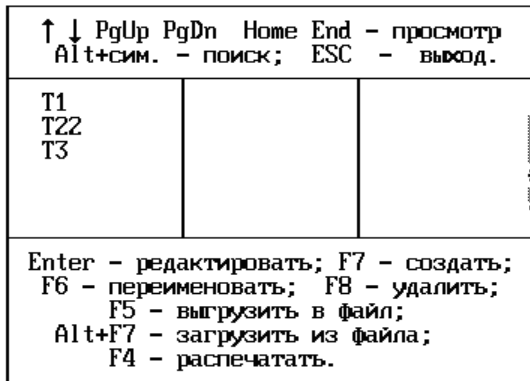 ↑ ↓ PgUp PgDn Home End – просмотр
Alt+сим. – поиск; ESC – выход.
T1
T22
T3
Enter – редактировать; F7 – создать;
F6 – переименовать; F8 – удалить;
F5 – выгрузить в файл;
Alt+F7 – загрузить из файла;
F4 – распечатать.